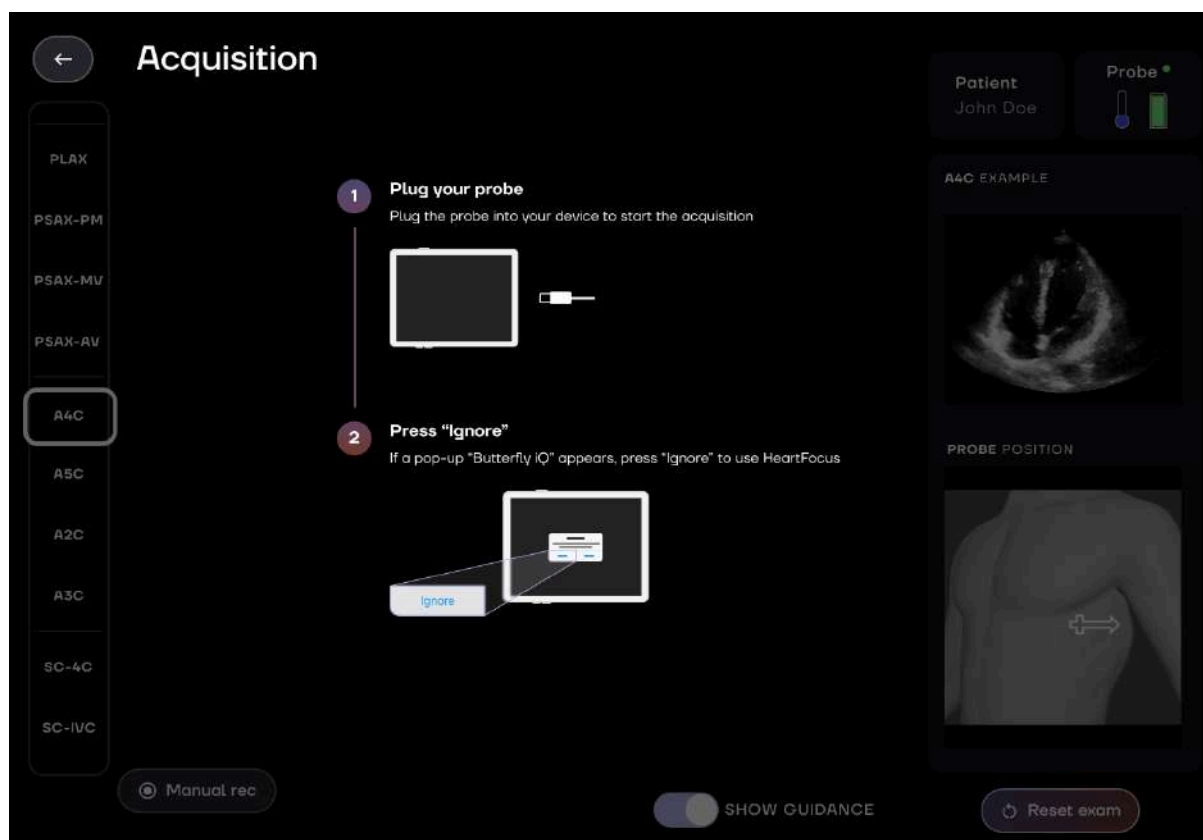 Acquisition
Patient
John Doe
Probe
PLAX
PSAX-PM
PSAX-MV
PSAX-AV
A4C
A5C
A2C
A3C
SC-4C
SC-IVC
1
Plug your probe
Plug the probe into your device to start the acquisition
2
Press “Ignore”
If a pop-up “Butterfly iQ” appears, press “Ignore” to use HeartFocus
Ignore
A4C EXAMPLE
PROBE POSITION
Manual rec
SHOW GUIDANCE
Reset exam